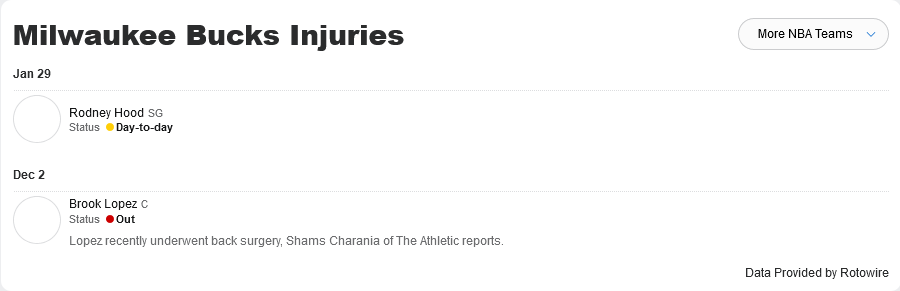 Milwaukee Bucks Injuries
More NBA Teams
Jan 29
Rodney Hood SG
Status Day-to-day
Dec 2
Brook Lopez C
Status Out
Lopez recently underwent back surgery, Shams Charania of The Athletic reports.
Data Provided by Rotowire